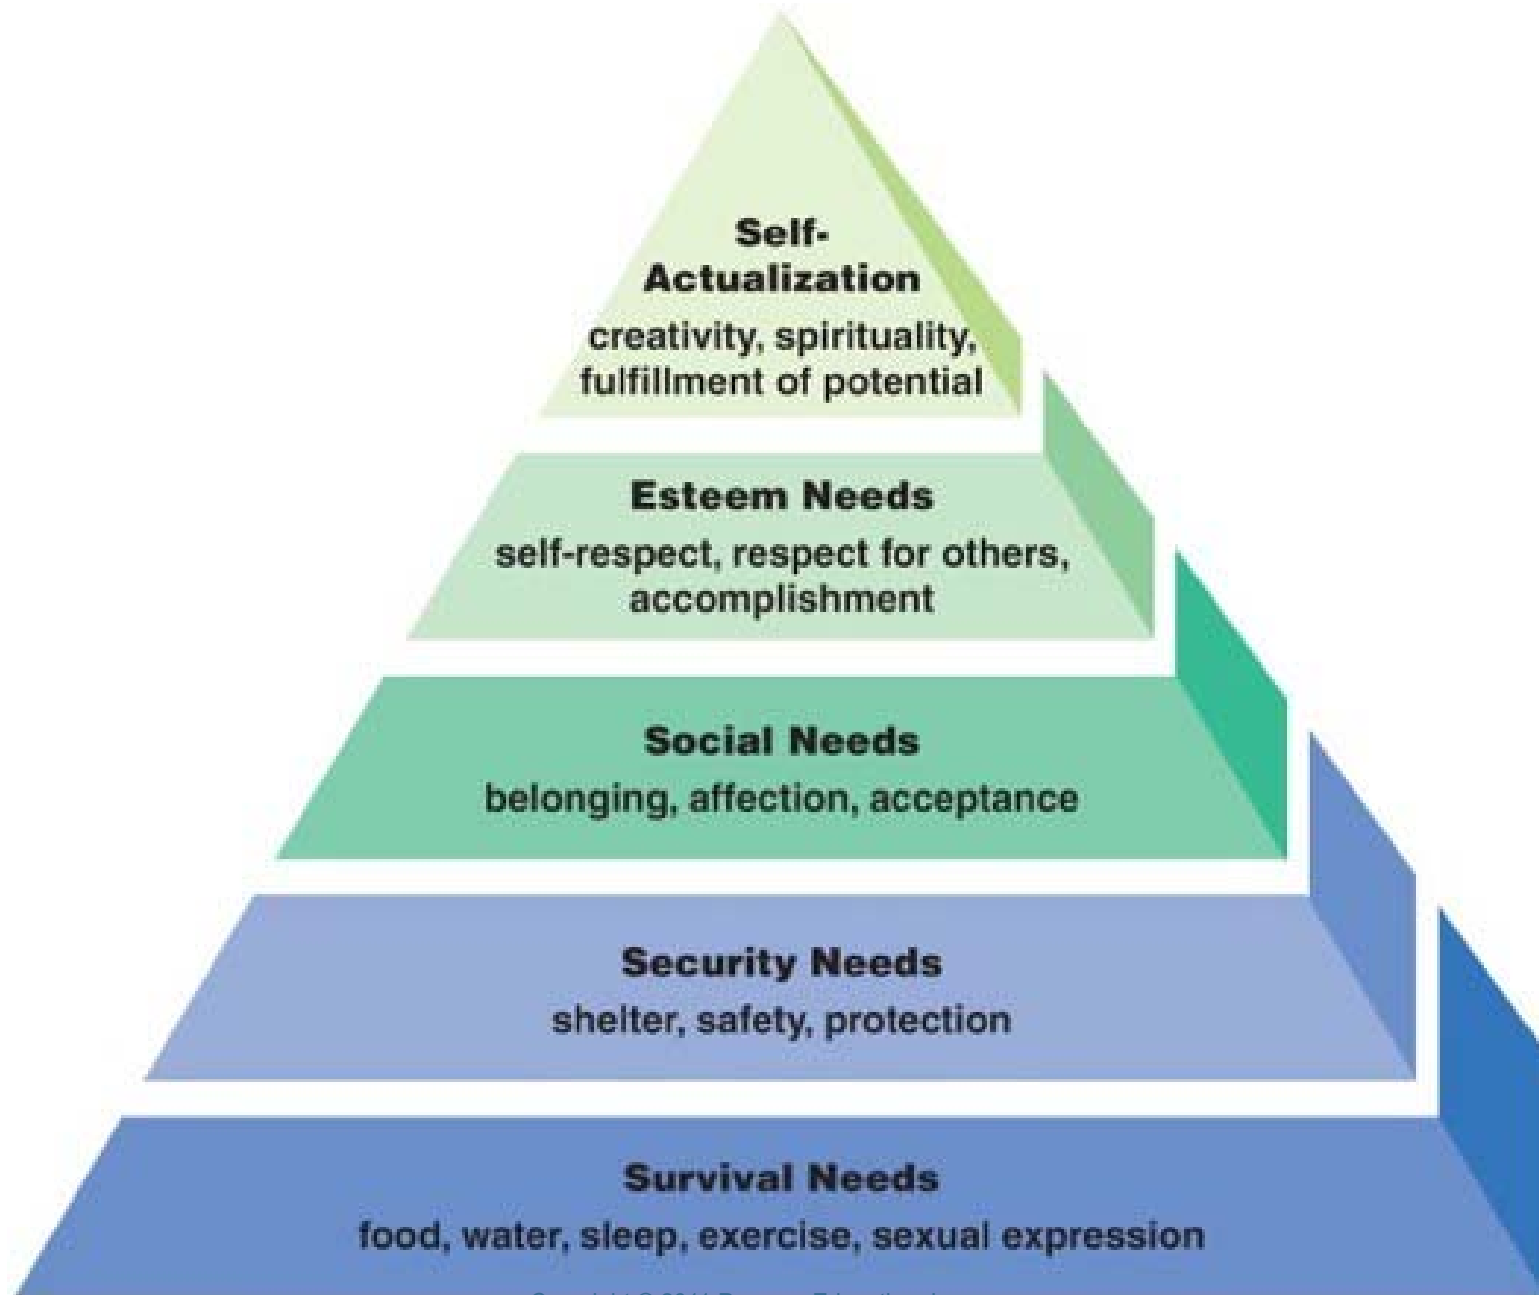 Self-
Actualization
creativity, spirituality,
fulfillment of potential
Esteem Needs
self-respect, respect for others,
accomplishment
Social Needs
belonging, affection, acceptance
Security Needs
shelter, safety, protection
Survival Needs
food, water, sleep, exercise, sexual expression